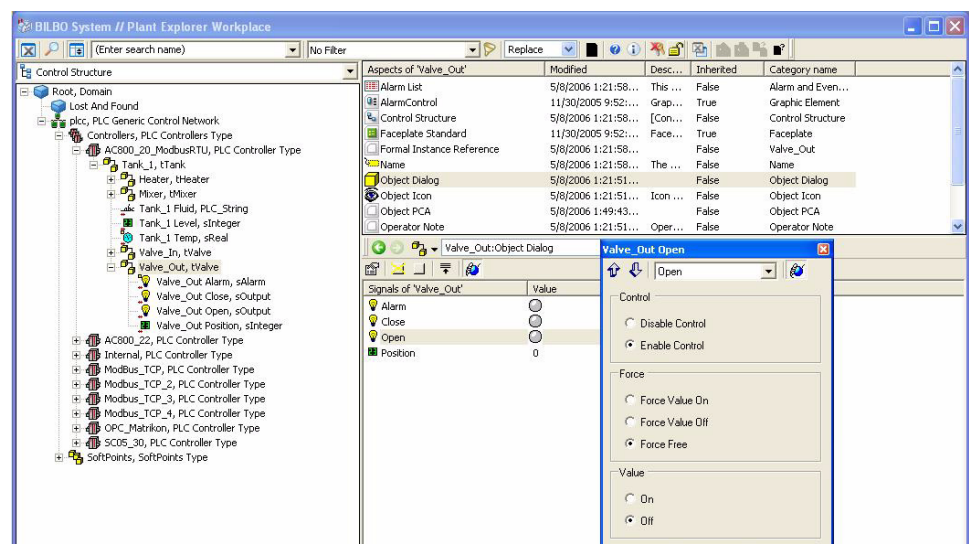 BILBO System // Plant Explorer Workplace
(Enter search name) No Filter Replace
Control Structure
Root, Domain
Lost And Found
plcc, PLC Generic Control Network
Controllers, PLC Controllers Type
AC800_20_ModbusRTU, PLC Controller Type
Tank_1, tTank
Heater, tHeater
Mixer, tMixer
abc Tank_1 Fluid, PLC_String
Tank_1 Level, sInteger
Tank_1 Temp, sReal
Valve_In, tValve
Valve_Out, tValve
Valve_Out Alarm, sAlarm
Valve_Out Close, sOutput
Valve_Out Open, sOutput
Valve_Out Position, sInteger
AC800_22, PLC Controller Type
Internal, PLC Controller Type
ModBus_TCP, PLC Controller Type
Modbus_TCP_2, PLC Controller Type
Modbus_TCP_3, PLC Controller Type
Modbus_TCP_4, PLC Controller Type
OPC_Matrikon, PLC Controller Type
SC05_30, PLC Controller Type
SoftPoints, SoftPoints Type
Aspects of 'Valve_Out' Modified Desc... Inherited Category name
Alarm List 5/8/2006 1:21:58... This ... False Alarm and Even...
AlarmControl 11/30/2005 9:52:... Grap... True Graphic Element
Control Structure 5/8/2006 1:21:58... [Con... False Control Structure
Faceplate Standard 11/30/2005 9:52:... Face... True Faceplate
Formal Instance Reference 5/8/2006 1:21:58... False Valve_Out
Name 5/8/2006 1:21:58... The ... False Name
Object Dialog 5/8/2006 1:21:51... False Object Dialog
Object Icon 5/8/2006 1:21:51... Icon ... False Object Icon
Object PCA 5/8/2006 1:49:43... False Object PCA
Operator Note 5/8/2006 1:21:51... Oper... False Operator Note
Valve_Out:Object Dialog
Signals of 'Valve_Out' Value
Alarm
Close
Open
Position 0
Valve_Out Open
Open
Control
Disable Control
Enable Control
Force
Force Value On
Force Value Off
Force Free
Value
On
Off